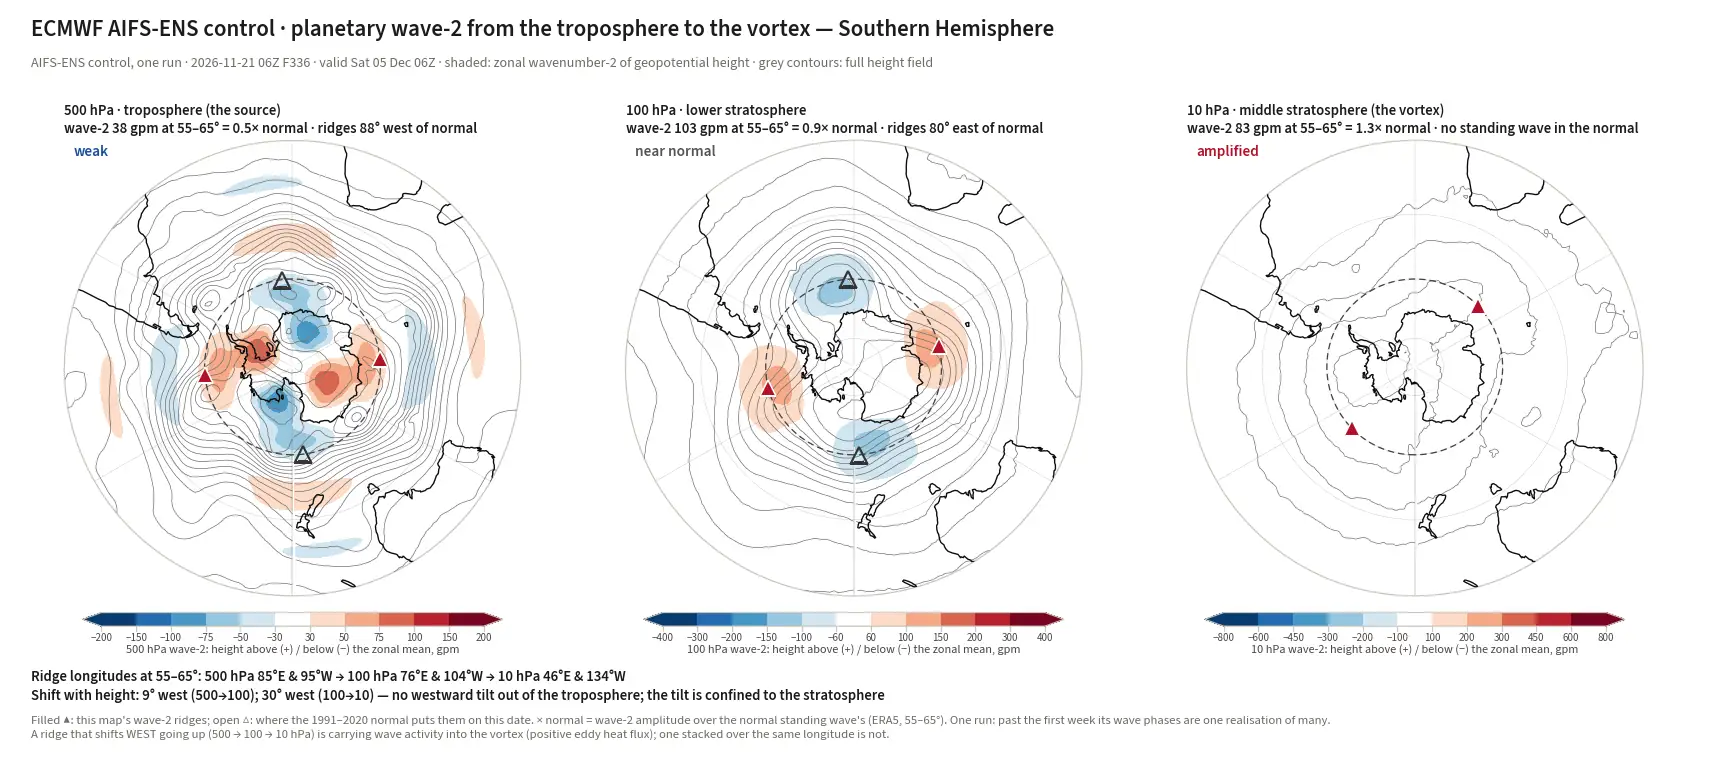 ECMWF AIFS-ENS control · planetary wave-2 from the troposphere to the vortex — Southern Hemisphere
AIFS-ENS control, one run · 2026-11-21 06Z F336 · valid Sat 05 Dec 06Z · shaded: zonal wavenumber-2 of geopotential height · grey contours: full height field
500 hPa · troposphere (the source)
wave-2 38 gpm at 55–65° = 0.5× normal · ridges 88° west of normal
weak
100 hPa · lower stratosphere
wave-2 103 gpm at 55–65° = 0.9× normal · ridges 80° east of normal
near normal
10 hPa · middle stratosphere (the vortex)
wave-2 83 gpm at 55–65° = 1.3× normal · no standing wave in the normal
amplified
−200 −150 −100 −75 −50 −30 30 50 75 100 150 200
500 hPa wave-2: height above (+) / below (−) the zonal mean, gpm
−400 −300 −200 −150 −100 −60 60 100 150 200 300 400
100 hPa wave-2: height above (+) / below (−) the zonal mean, gpm
−800 −600 −450 −300 −200 −100 100 200 300 450 600 800
10 hPa wave-2: height above (+) / below (−) the zonal mean, gpm
Ridge longitudes at 55–65°: 500 hPa 85°E & 95°W → 100 hPa 76°E & 104°W → 10 hPa 46°E & 134°W
Shift with height: 9° west (500→100); 30° west (100→10) — no westward tilt out of the troposphere; the tilt is confined to the stratosphere
Filled ▲: this map's wave-2 ridges; open △: where the 1991–2020 normal puts them on this date. × normal = wave-2 amplitude over the normal standing wave's (ERA5, 55–65°). One run: past the first week its wave phases are one realisation of many.
A ridge that shifts WEST going up (500 → 100 → 10 hPa) is carrying wave activity into the vortex (positive eddy heat flux); one stacked over the same longitude is not.